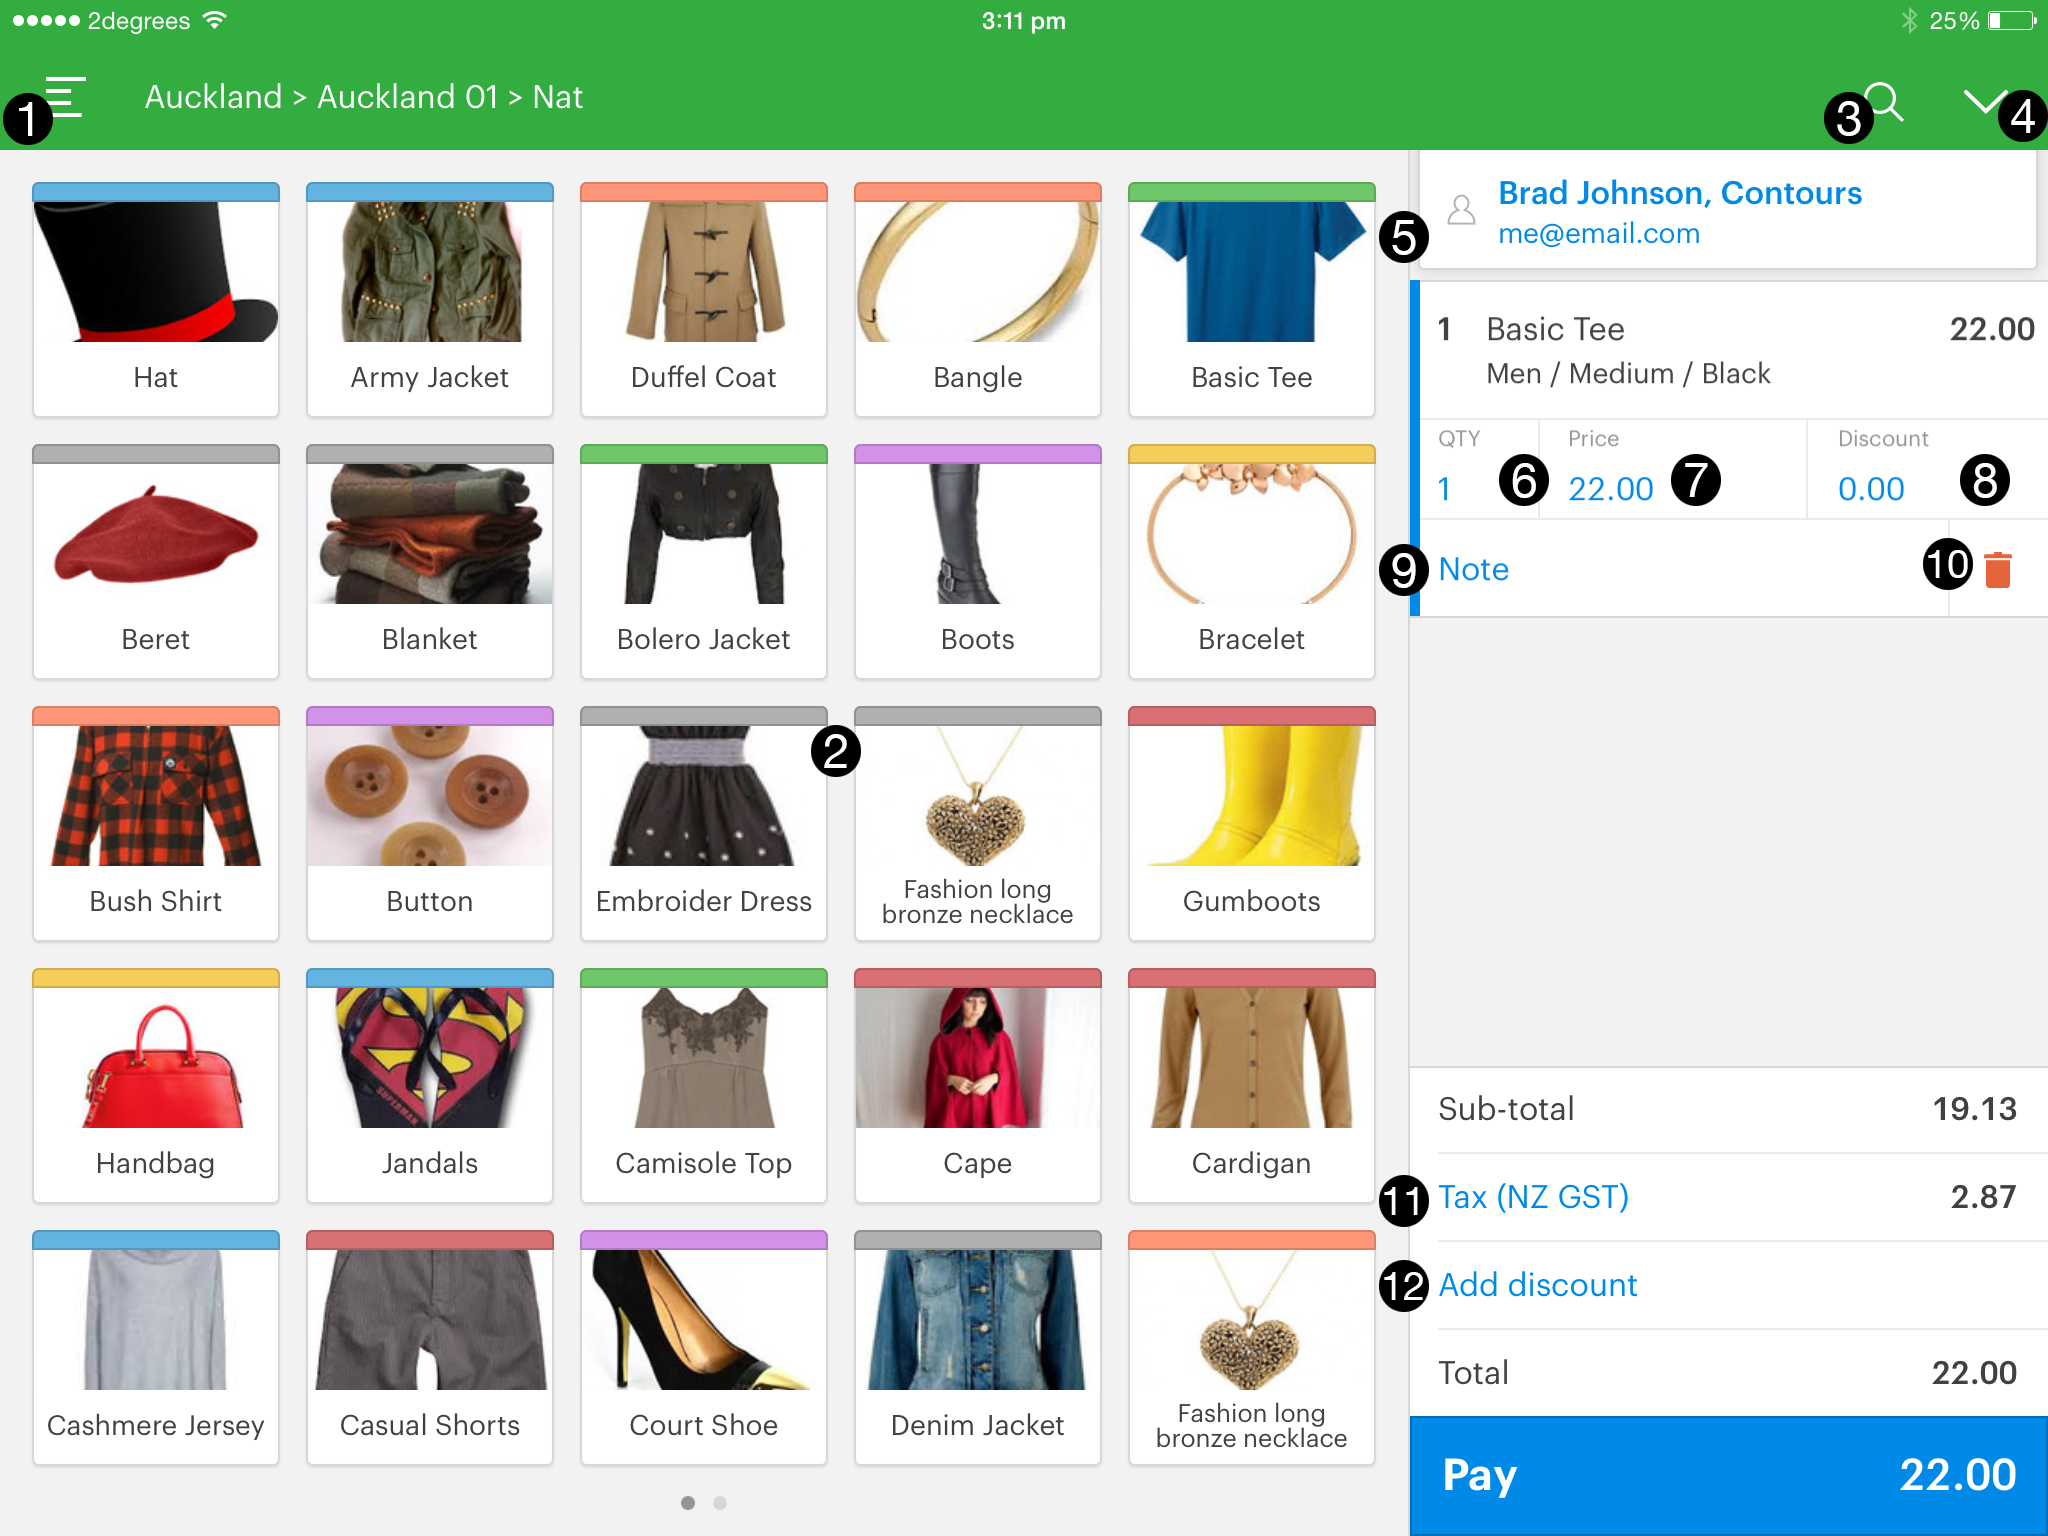 2degrees 3:11 pm 25%
1 Auckland > Auckland 01 > Nat 3 4
Hat Army Jacket Duffel Coat Bangle Basic Tee
Beret Blanket Bolero Jacket Boots Bracelet
2
Bush Shirt Button Embroider Dress Fashion long
bronze necklace Gumboots
SUPERMAN
Handbag Jandals Camisole Top Cape Cardigan
Cashmere Jersey Casual Shorts Court Shoe Denim Jacket Fashion long
bronze necklace
Brad Johnson, Contours
5 me@email.com
1 Basic Tee 22.00
Men / Medium / Black
QTY Price Discount
1 6 22.00 7 0.00 8
9 Note 10
Sub-total 19.13
11 Tax (NZ GST) 2.87
12 Add discount
Total 22.00
Pay 22.00